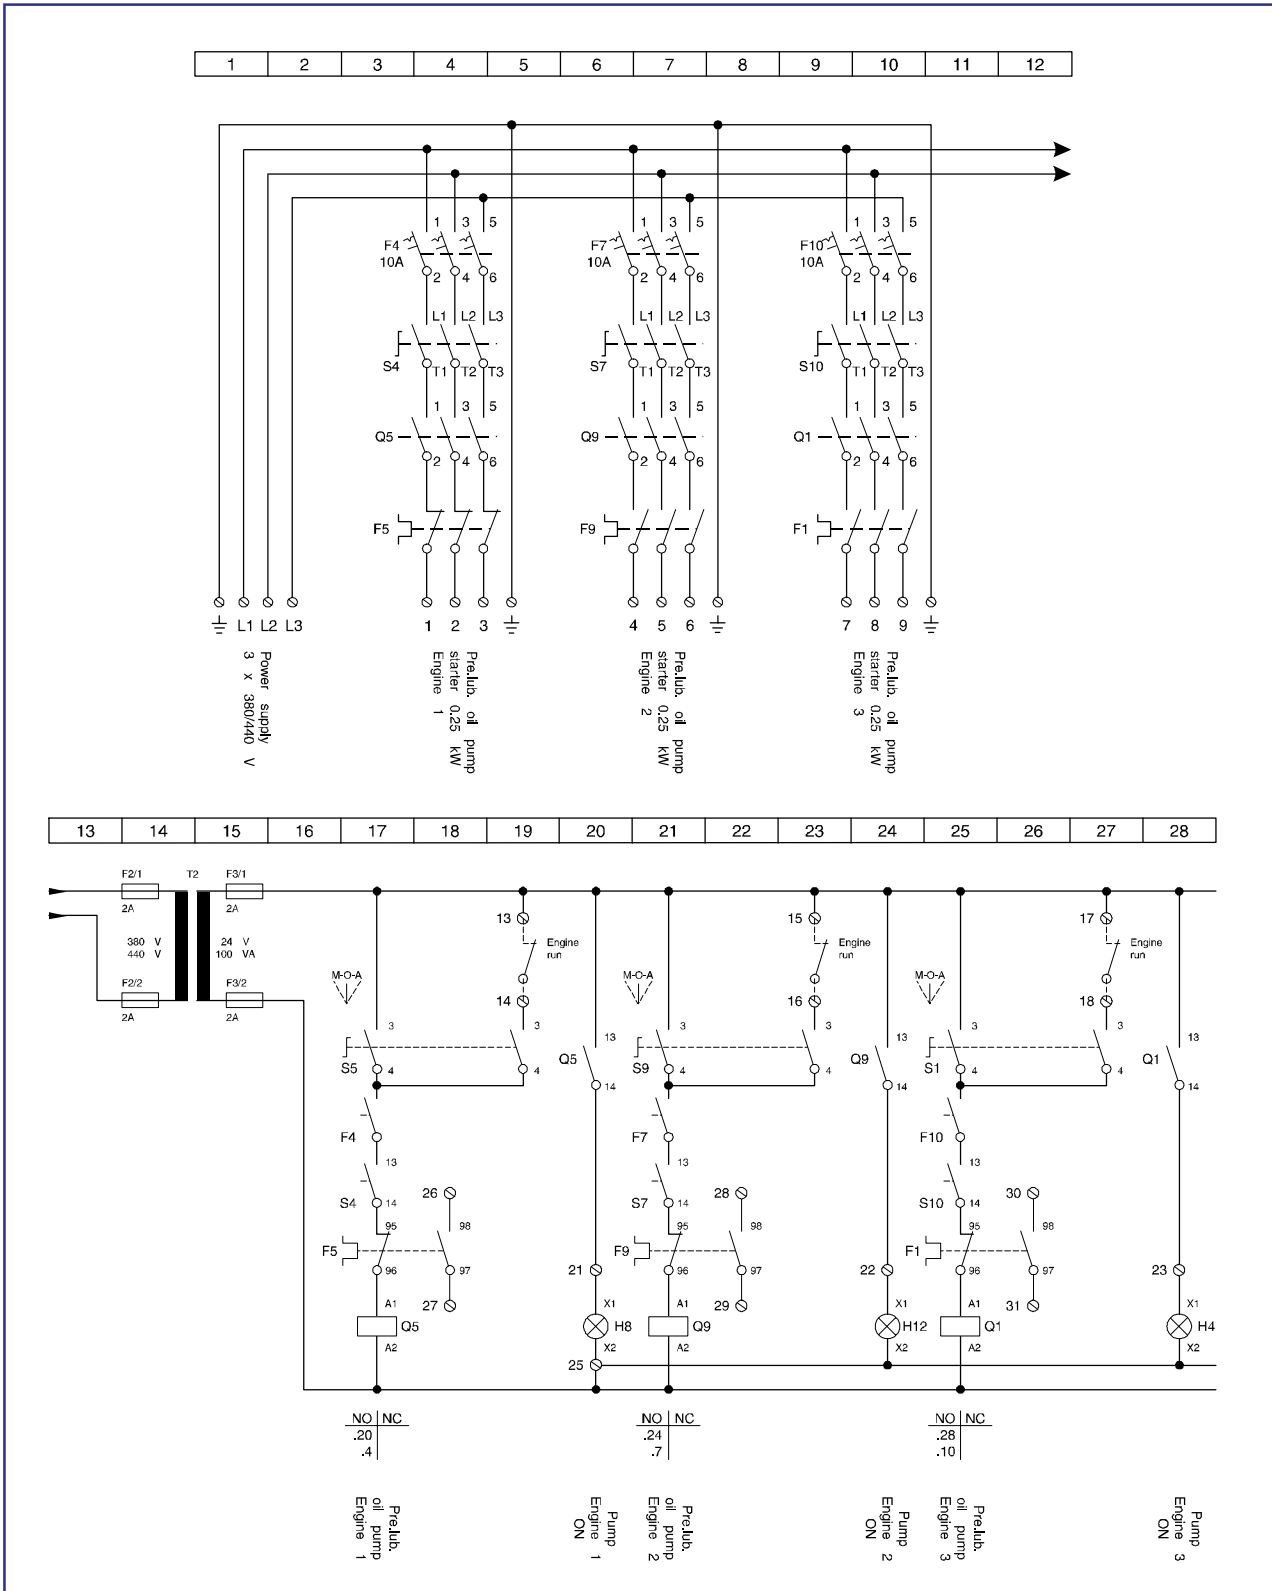 1 2 3 4 5 6 7 8 9 10 11 12
1 3 5 1 3 5 1 3 5
F4 F7 F10
10A 10A 10A
2 4 6 2 4 6 2 4 6
L1 L2 L3 L1 L2 L3 L1 L2 L3
S4 T1 T2 T3 S7 T1 T2 T3 S10 T1 T2 T3
1 3 5 1 3 5 1 3 5
Q5 Q9 Q1
2 4 6 2 4 6 2 4 6
F5 F9 F1
L1 L2 L3 1 2 3 4 5 6 7 8 9
Power supply
3 x 380/440 V
Pre.lub. oil pump
starter 0.25 kW
Engine 1
Pre.lub. oil pump
starter 0.25 kW
Engine 2
Pre.lub. oil pump
starter 0.25 kW
Engine 3
13 14 15 16 17 18 19 20 21 22 23 24 25 26 27 28
F2/1 T2 F3/1
2A 2A
380 V 24 V
440 V 100 VA
F2/2 F3/2
2A 2A
13 15 17
Engine
run
Engine
run
Engine
run
M-O-A M-O-A M-O-A
14 16 18
3 3 3 3 3 3
13 13 13
S5 4 4 Q5 S9 4 4 Q9 S1 4 4 Q1
14 14 14
F4 F7 F10
13 13 13
S4 14 26 S7 14 28 S10 14 30
95 98 95 98 95 98
F5 F9 F1
96 97 21 96 97 22 96 97 23
A1 27 X1 A1 29 X1 A1 31 X1
Q5 H8 Q9 H12 Q1 H4
A2 X2 A2 X2 A2 X2
25
NO NC NO NC NO NC
.20 .24 .28
.4 .7 .10
Pre.lub.
oil pump
Engine 1
Pump
Engine 1
ON
Pre.lub.
oil pump
Engine 2
Pump
Engine 2
ON
Pre.lub.
oil pump
Engine 3
Pump
Engine 3
ON